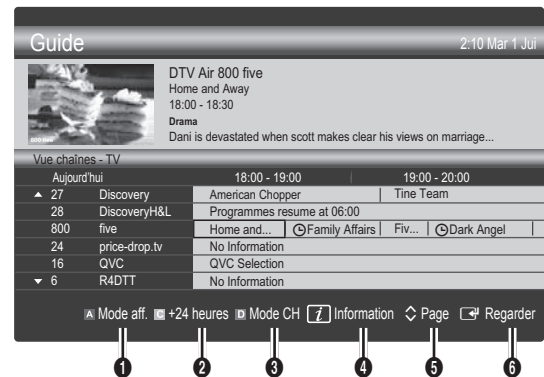 Guide 2:10 Mar 1 Jui
DTV Air 800 five
Home and Away
18:00 - 18:30
Drama
Dani is devastated when scott makes clear his views on marriage...
800 five
Vue chaînes - TV
Aujourd'hui 18:00 - 19:00 19:00 - 20:00
▲ 27 Discovery American Chopper Tine Team
28 DiscoveryH&L Programmes resume at 06:00
800 five Home and... Family Affairs Fiv... Dark Angel
24 price-drop.tv No Information
16 QVC QVC Selection
▼ 6 R4DTT No Information
A Mode aff. C +24 heures D Mode CH i Information Page Regarder
1 2 3 4 5 6